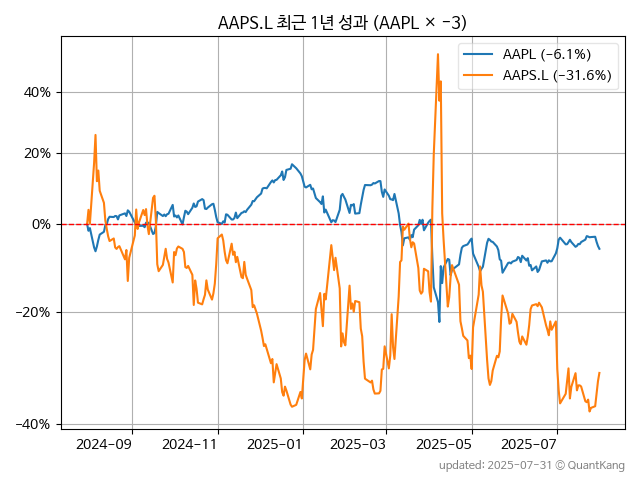 AAPS.L 최근 1년 성과 (AAPL × −3)
AAPL (−6.1%)
AAPS.L (−31.6%)
40%
20%
0%
−20%
−40%
2024−09
2024−11
2025−01
2025−03
2025−05
2025−07
updated: 2025-07-31 © QuantKang